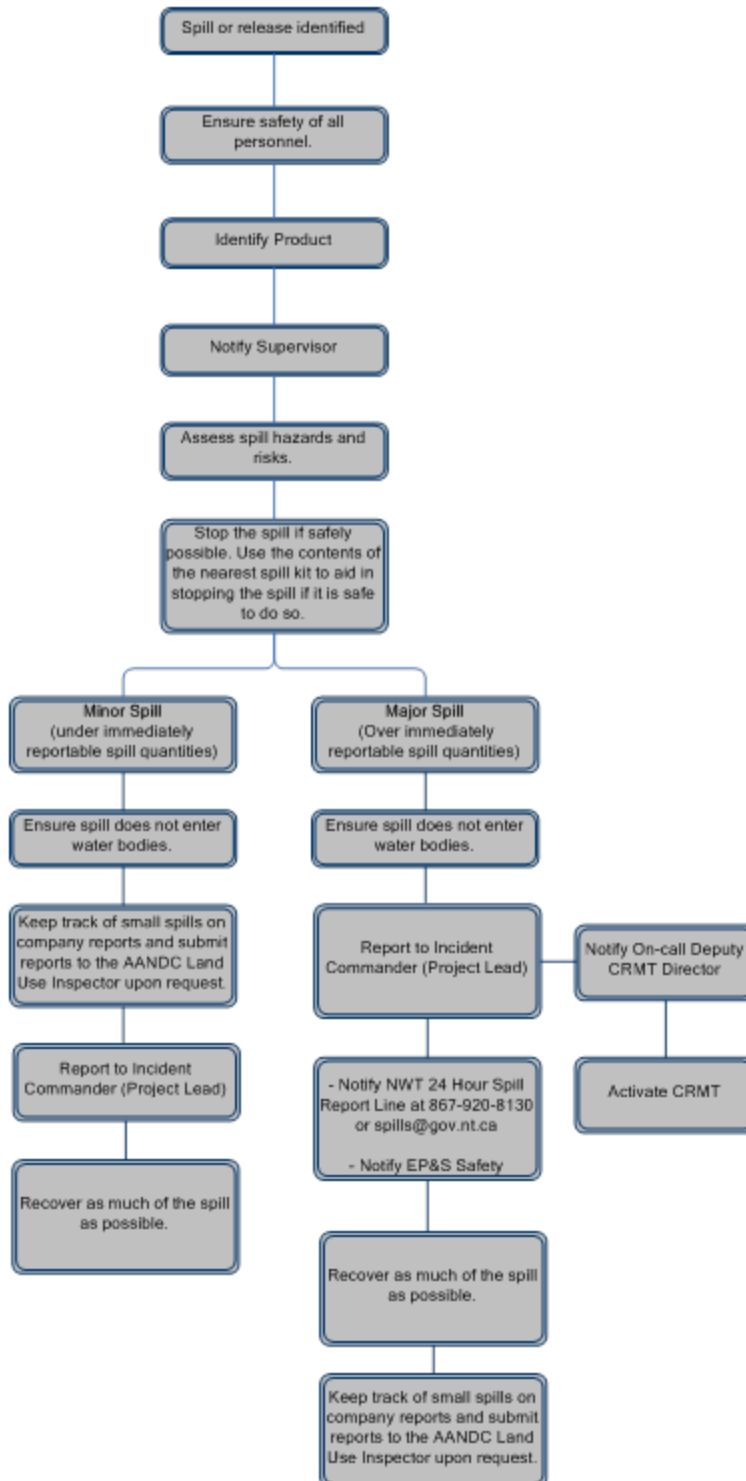 Spill or release identified
Ensure safety of all
personnel.
Identify Product
Notify Supervisor
Assess spill hazards and
risks.
Stop the spill if safely
possible. Use the contents of
the nearest spill kit to aid in
stopping the spill if it is safe
to do so.
Minor Spill
(under immediately
reportable spill quantities)
Ensure spill does not enter
water bodies.
Keep track of small spills on
company reports and submit
reports to the AANDC Land
Use Inspector upon request.
Report to Incident
Commander (Project Lead)
Recover as much of the spill
as possible.
Major Spill
(Over immediately
reportable spill quantities)
Ensure spill does not enter
water bodies.
Report to Incident
Commander (Project Lead)
Notify On-call Deputy
CRMT Director
Activate CRMT
- Notify NWT 24 Hour Spill
Report Line at 867-920-8130
or spills@gov.nt.ca
- Notify EP&S Safety
Recover as much of the spill
as possible.
Keep track of small spills on
company reports and submit
reports to the AANDC Land
Use Inspector upon request.